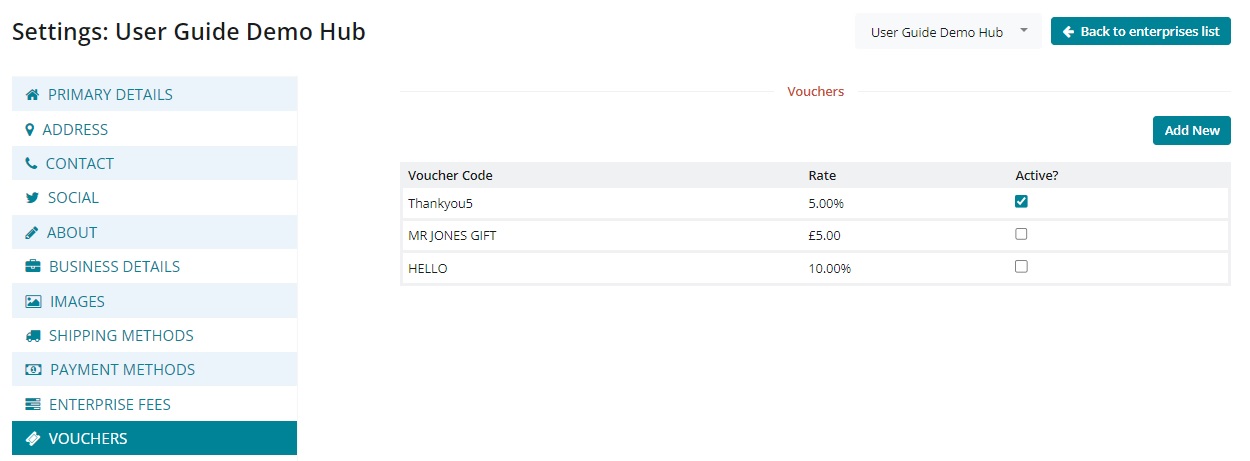 Settings: User Guide Demo Hub
User Guide Demo Hub
Back to enterprises list
PRIMARY DETAILS
ADDRESS
CONTACT
SOCIAL
ABOUT
BUSINESS DETAILS
IMAGES
SHIPPING METHODS
PAYMENT METHODS
ENTERPRISE FEES
VOUCHERS
Vouchers
Add New
Voucher Code Rate Active?
Thankyou5 5.00%
MR JONES GIFT £5.00
HELLO 10.00%